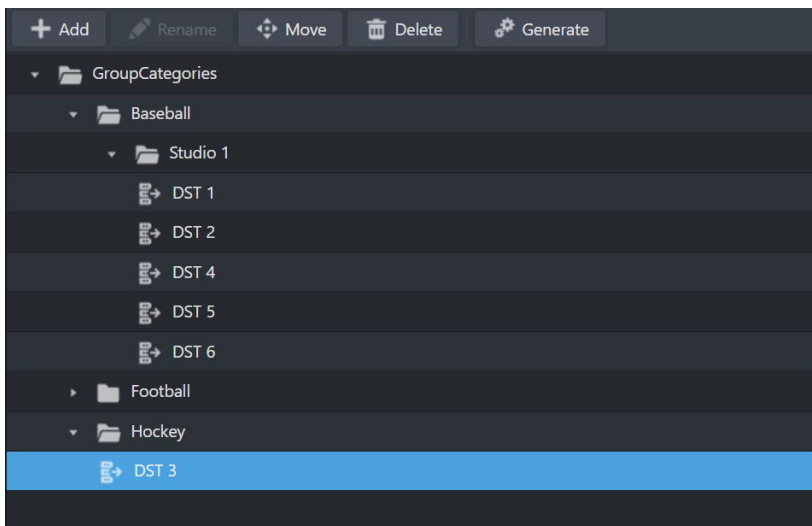 Add Rename Move Delete Generate
GroupCategories
Baseball
Studio 1
DST 1
DST 2
DST 4
DST 5
DST 6
Football
Hockey
DST 3